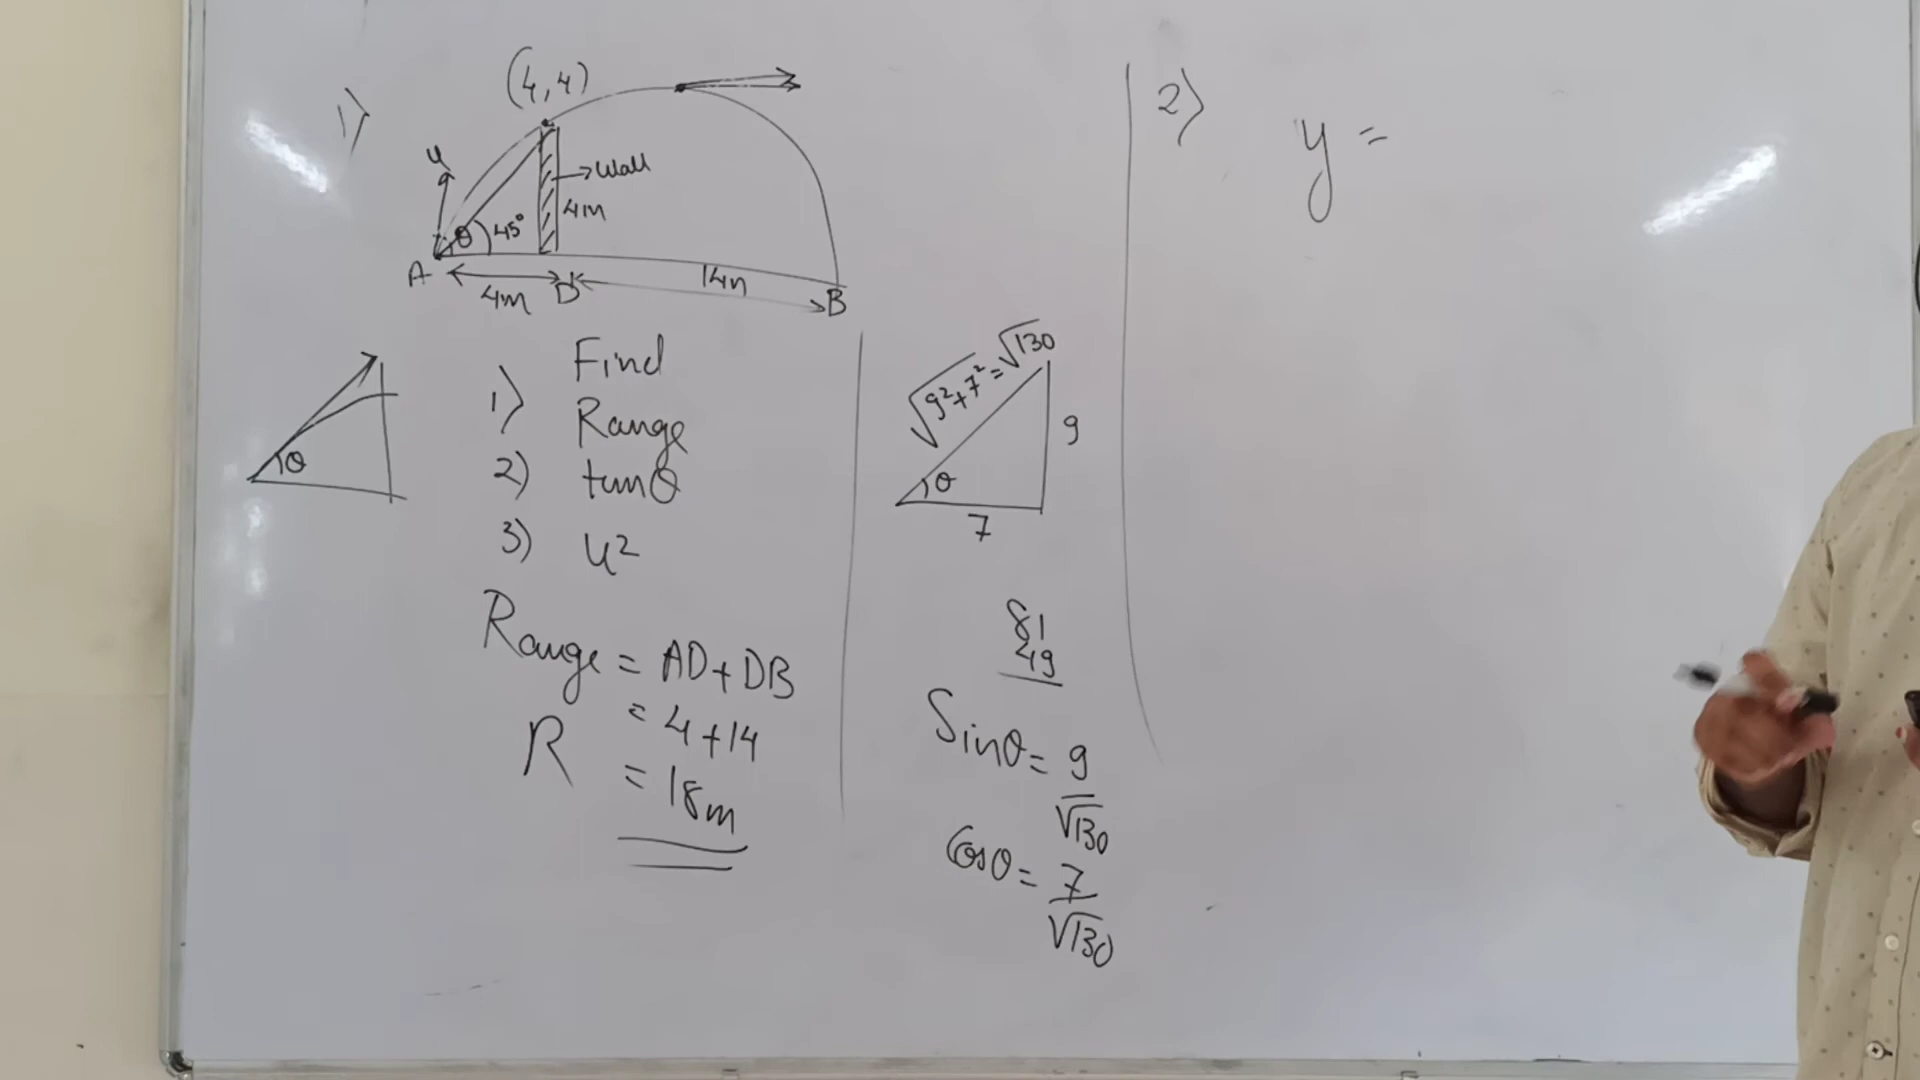 1)
(4,4)
u
→Wall
4m
θ 45°
A
4m D 14m B
θ
Find
1) Range
2) tanθ
3) u²
Range = AD+DB
= 4+14
R = 18m
√9²+7² = √130
9
θ
7
81
49
Sinθ = 9/√130
Cosθ = 7/√130
2) y =